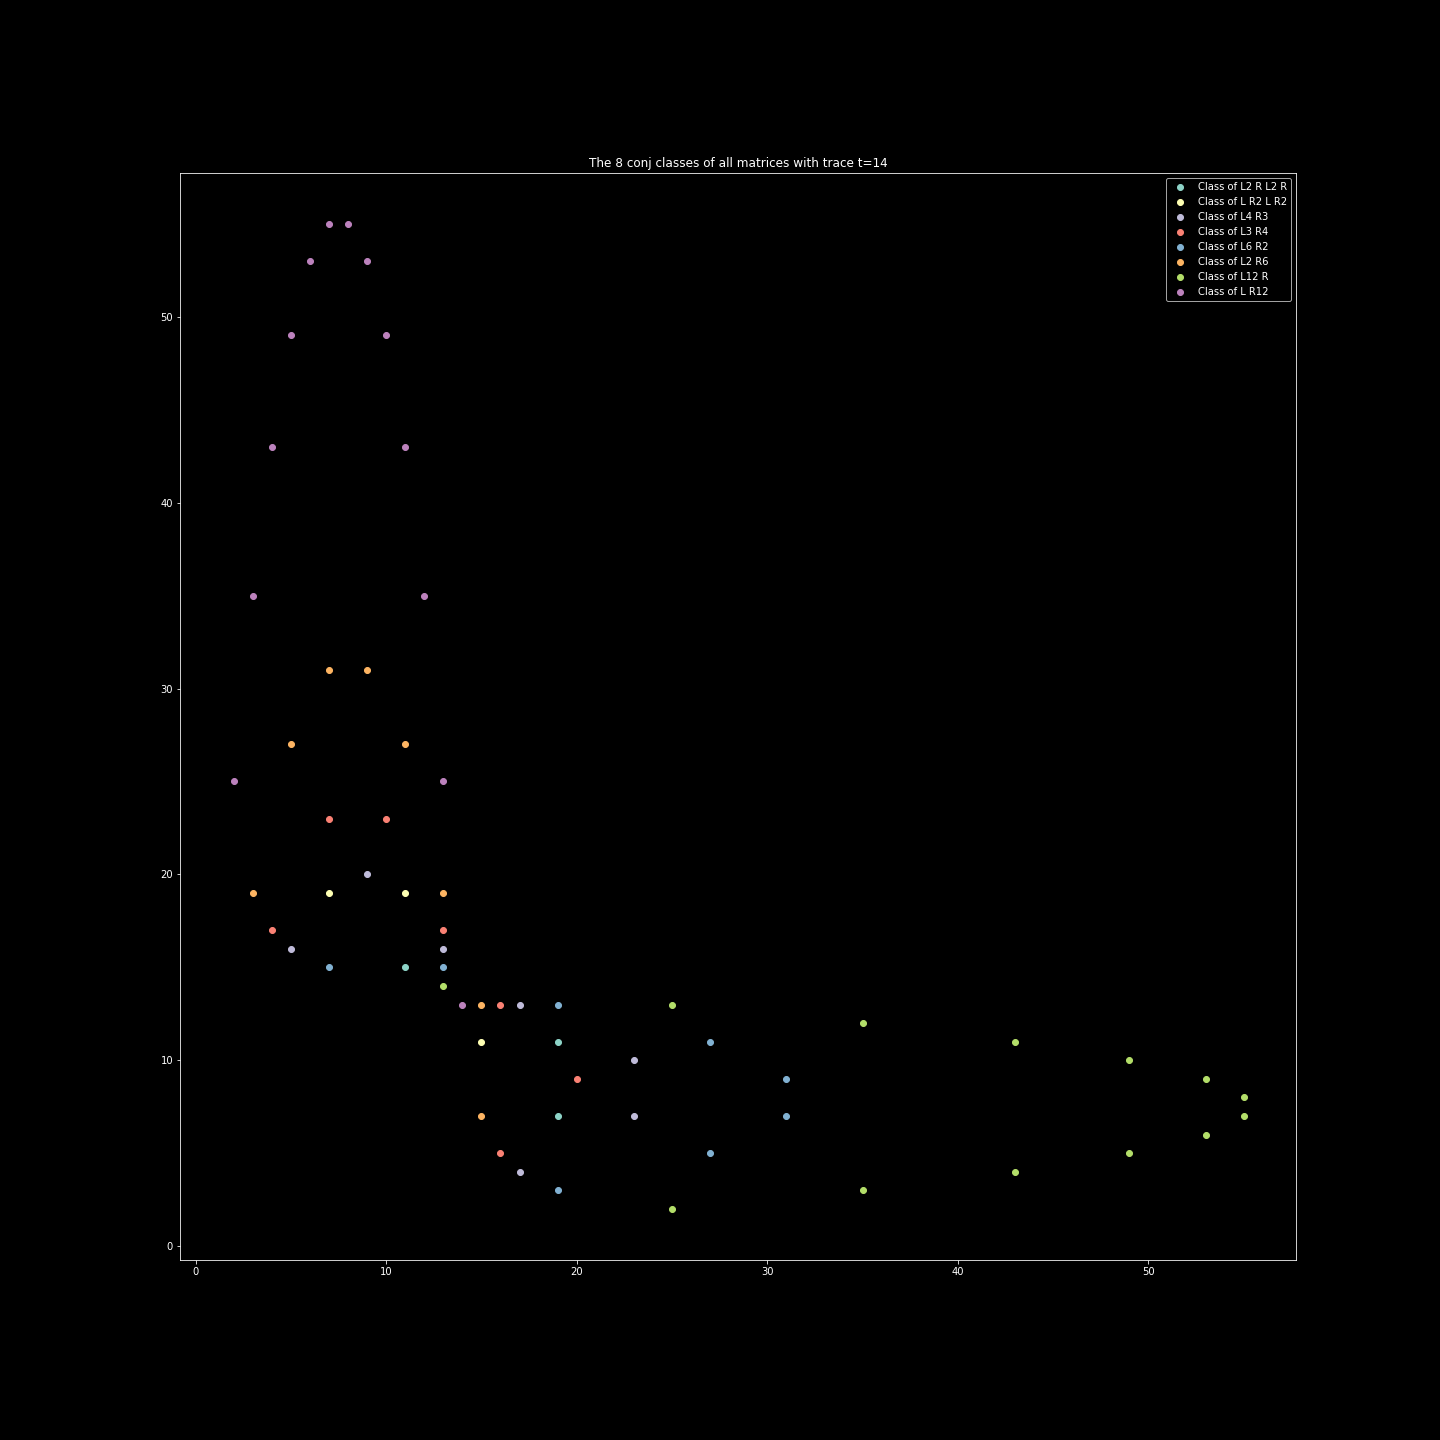 The 8 conj classes of all matrices with trace t=14
Class of L2 R L2 R
Class of L R2 L R2
Class of L4 R3
Class of L3 R4
Class of L6 R2
Class of L2 R6
Class of L12 R
Class of L R12
50
40
30
20
10
0
0 10 20 30 40 50